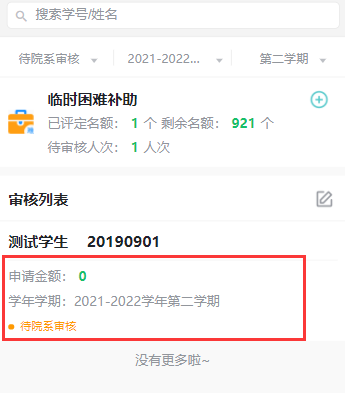 搜索学号/姓名
待院系审核 2021-2022... 第二学期
临时困难补助
已评定名额： 1 个 剩余名额： 921 个
待审核人次： 1 人次
审核列表
测试学生 20190901
申请金额： 0
学年学期： 2021-2022学年第二学期
待院系审核
没有更多啦~